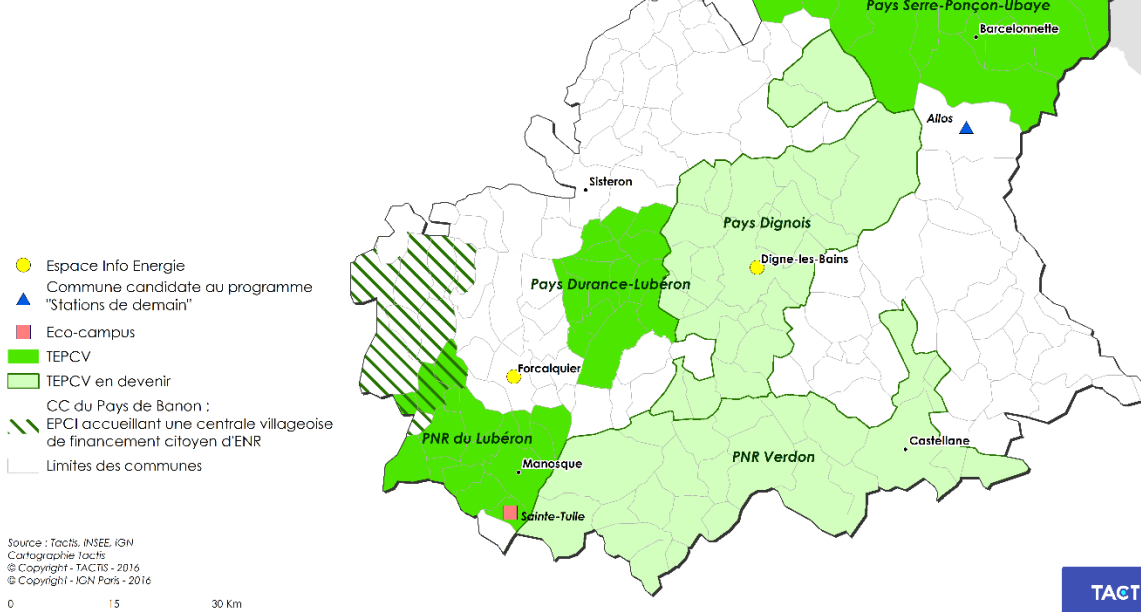 Pays Serre-Ponçon-Ubaye
Barcelonnette
Allos
Sisteron
Pays Dignois
Digne-les-Bains
Pays Durance-Lubéron
Forcalquier
PNR du Lubéron
Manosque
Sainte-Tulle
PNR Verdon
Castellane
Espace Info Energie
Commune candidate au programme
"Stations de demain"
Eco-campus
TEPCV
TEPCV en devenir
CC du Pays de Banon :
EPCI accueillant une centrale villageoise
de financement citoyen d'ENR
Limites des communes
Source : Tactis, INSEE, IGN
Cartographie Tactis
© Copyright - TACTIS - 2016
© Copyright - IGN Paris - 2016
0 15 30 Km
TACT